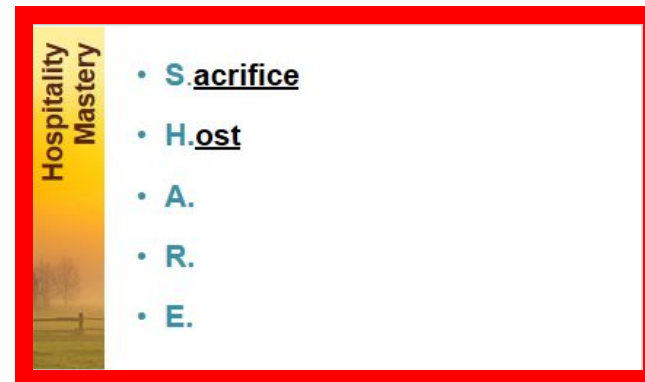 Hospitality
Mastery
• S.acrifice
• H.ost
• A.
• R.
• E.